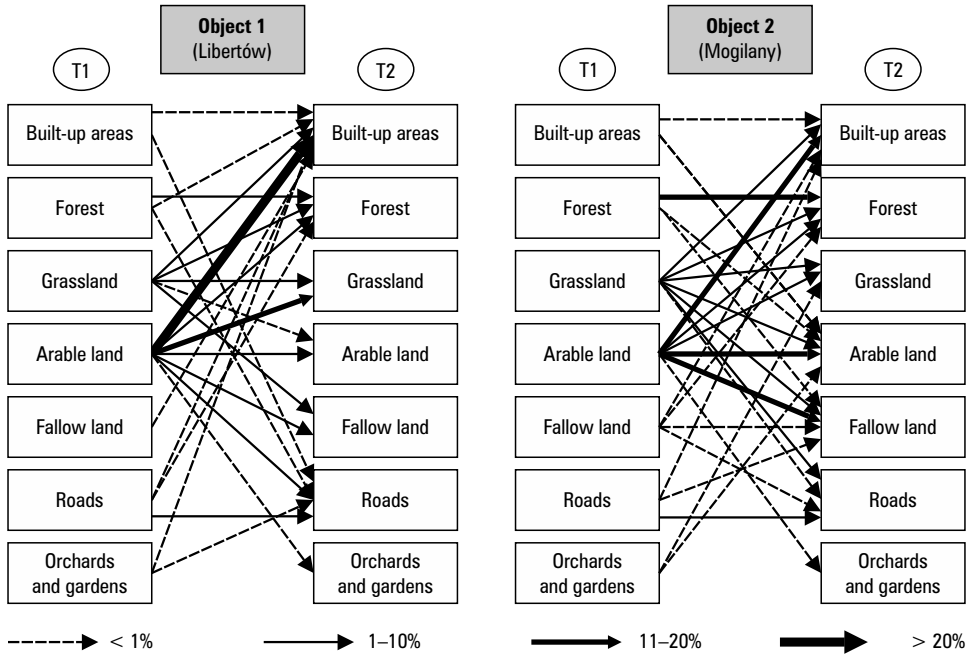 Object 1
(Libertów)
T1
T2
Built-up areas
Built-up areas
Forest
Forest
Grassland
Grassland
Arable land
Arable land
Fallow land
Fallow land
Roads
Roads
Orchards
and gardens
Orchards
and gardens
Object 2
(Mogilany)
T1
T2
Built-up areas
Built-up areas
Forest
Forest
Grassland
Grassland
Arable land
Arable land
Fallow land
Fallow land
Roads
Roads
Orchards
and gardens
Orchards
and gardens
< 1%
1–10%
11–20%
> 20%